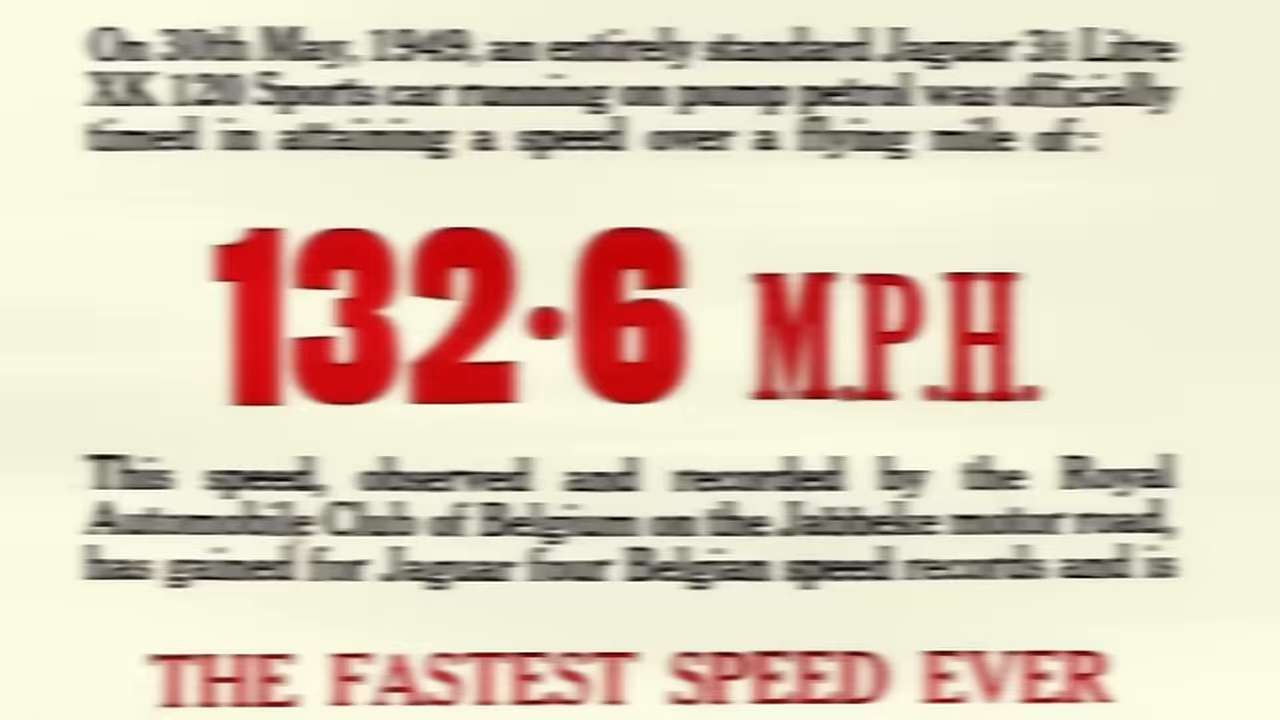 On 30th May, 1949, an entirely standard Jaguar 3½ Litre
XK 120 Sports car running on pump petrol was officially
timed in attaining a speed over a flying mile of:
132·6 M.P.H.
This speed, observed and recorded by the Royal
Automobile Club of Belgium on the Jabbeke motor road,
has gained for Jaguar four Belgian speed records and is
THE FASTEST SPEED EVER